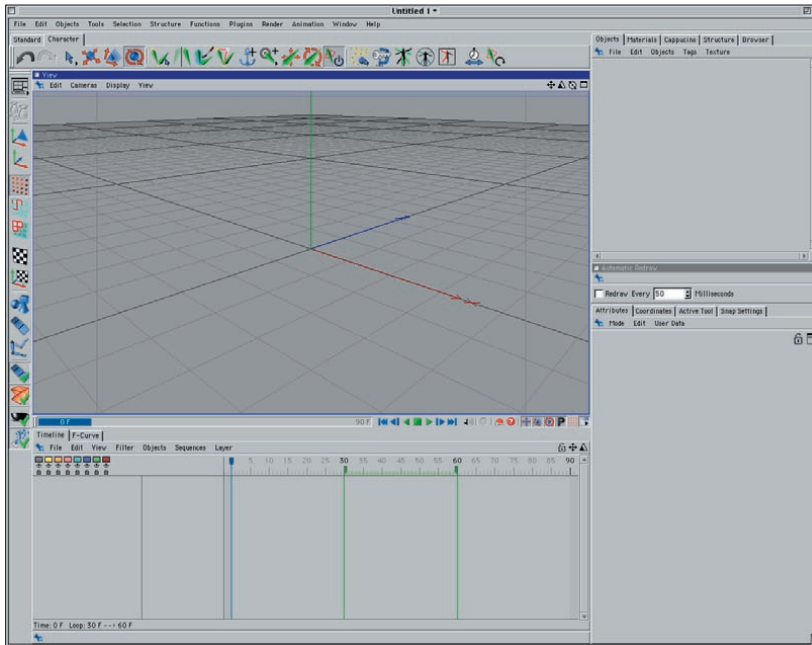 Untitled 1 *
File Edit Objects Tools Selection Structure Functions Plugins Render Animation Window Help
Standard Character
Objects Materials Cappucino Structure Browser
File Edit Objects Tags Texture
View
Edit Cameras Display View
Automatic Redraw
Redraw Every 50 Milliseconds
Attributes Coordinates Active Tool Snap Settings
Mode Edit User Data
0 F 90 F P
Timeline F-Curve
File Edit View Filter Objects Sequences Layer
5 10 15 20 25 30 35 40 45 50 55 60 65 70 75 80 85 90
Time: 0 F Loop: 30 F --> 60 F